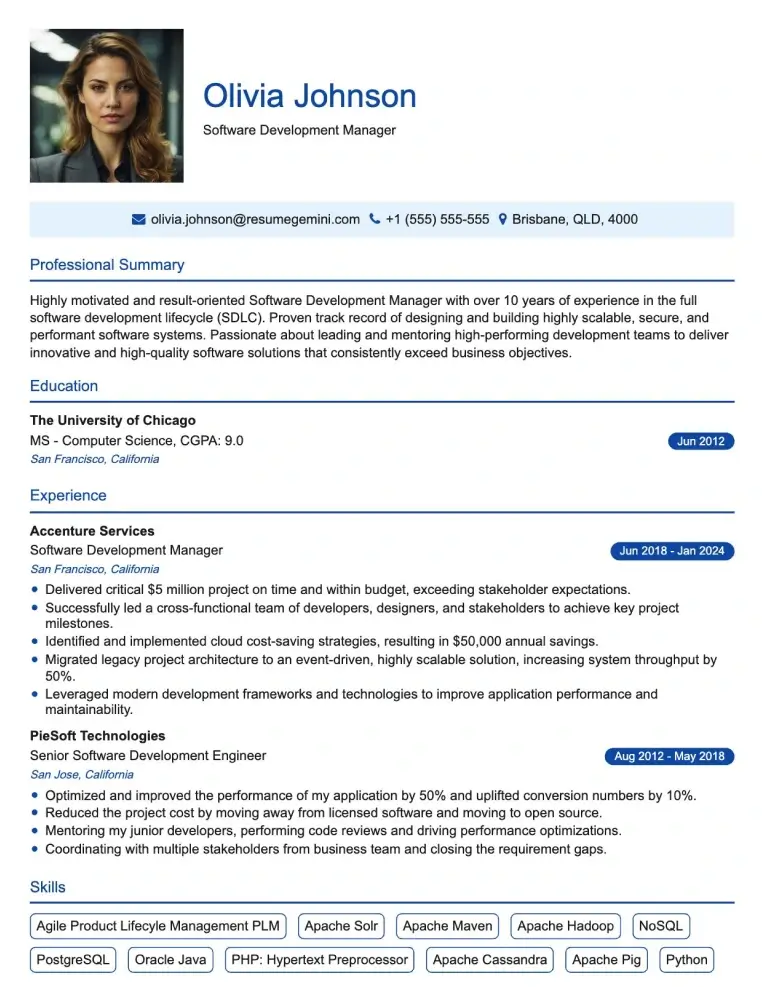 Olivia Johnson
Software Development Manager
olivia.johnson@resumegemini.com +1 (555) 555-555 Brisbane, QLD, 4000
Professional Summary
Highly motivated and result-oriented Software Development Manager with over 10 years of experience in the full
software development lifecycle (SDLC). Proven track record of designing and building highly scalable, secure, and
performant software systems. Passionate about leading and mentoring high-performing development teams to deliver
innovative and high-quality software solutions that consistently exceed business objectives.
Education
The University of Chicago
MS - Computer Science, CGPA: 9.0 Jun 2012
San Francisco, California
Experience
Accenture Services
Software Development Manager Jun 2018 - Jan 2024
San Francisco, California
• Delivered critical $5 million project on time and within budget, exceeding stakeholder expectations.
• Successfully led a cross-functional team of developers, designers, and stakeholders to achieve key project
milestones.
• Identified and implemented cloud cost-saving strategies, resulting in $50,000 annual savings.
• Migrated legacy project architecture to an event-driven, highly scalable solution, increasing system throughput by
50%.
• Leveraged modern development frameworks and technologies to improve application performance and
maintainability.
PieSoft Technologies
Senior Software Development Engineer Aug 2012 - May 2018
San Jose, California
• Optimized and improved the performance of my application by 50% and uplifted conversion numbers by 10%.
• Reduced the project cost by moving away from licensed software and moving to open source.
• Mentoring my junior developers, performing code reviews and driving performance optimizations.
• Coordinating with multiple stakeholders from business team and closing the requirement gaps.
Skills
Agile Product Lifecyle Management PLM Apache Solr Apache Maven Apache Hadoop NoSQL
PostgreSQL Oracle Java PHP: Hypertext Preprocessor Apache Cassandra Apache Pig Python